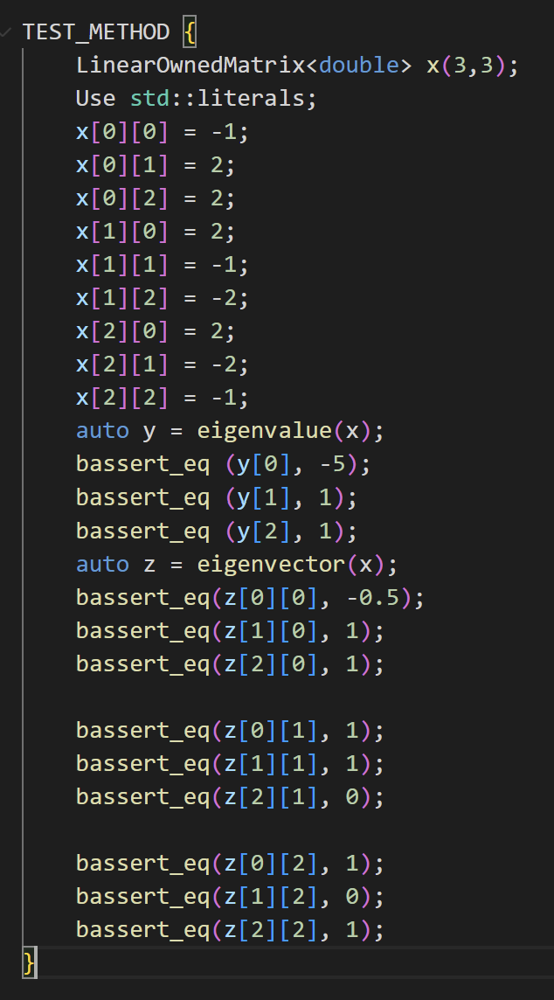 TEST_METHOD {
    LinearOwnedMatrix<double> x(3,3);
    Use std::literals;
    x[0][0] = -1;
    x[0][1] = 2;
    x[0][2] = 2;
    x[1][0] = 2;
    x[1][1] = -1;
    x[1][2] = -2;
    x[2][0] = 2;
    x[2][1] = -2;
    x[2][2] = -1;
    auto y = eigenvalue(x);
    bassert_eq (y[0], -5);
    bassert_eq (y[1], 1);
    bassert_eq (y[2], 1);
    auto z = eigenvector(x);
    bassert_eq(z[0][0], -0.5);
    bassert_eq(z[1][0], 1);
    bassert_eq(z[2][0], 1);

    bassert_eq(z[0][1], 1);
    bassert_eq(z[1][1], 1);
    bassert_eq(z[2][1], 0);

    bassert_eq(z[0][2], 1);
    bassert_eq(z[1][2], 0);
    bassert_eq(z[2][2], 1);
}